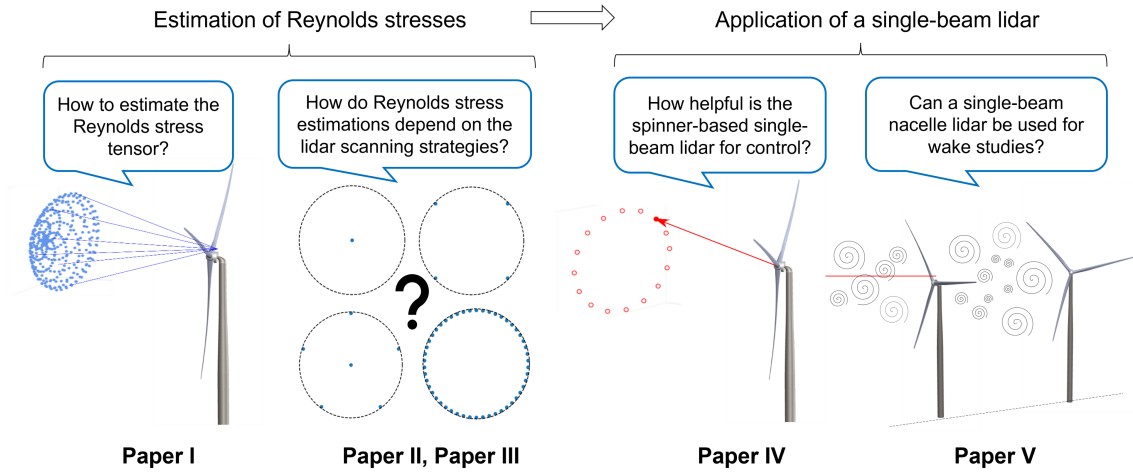 Estimation of Reynolds stresses
Application of a single-beam lidar
How to estimate the
Reynolds stress
tensor?
How do Reynolds stress
estimations depend on the
lidar scanning strategies?
How helpful is the
spinner-based single-
beam lidar for control?
Can a single-beam
nacelle lidar be used for
wake studies?
?
Paper I
Paper II, Paper III
Paper IV
Paper V